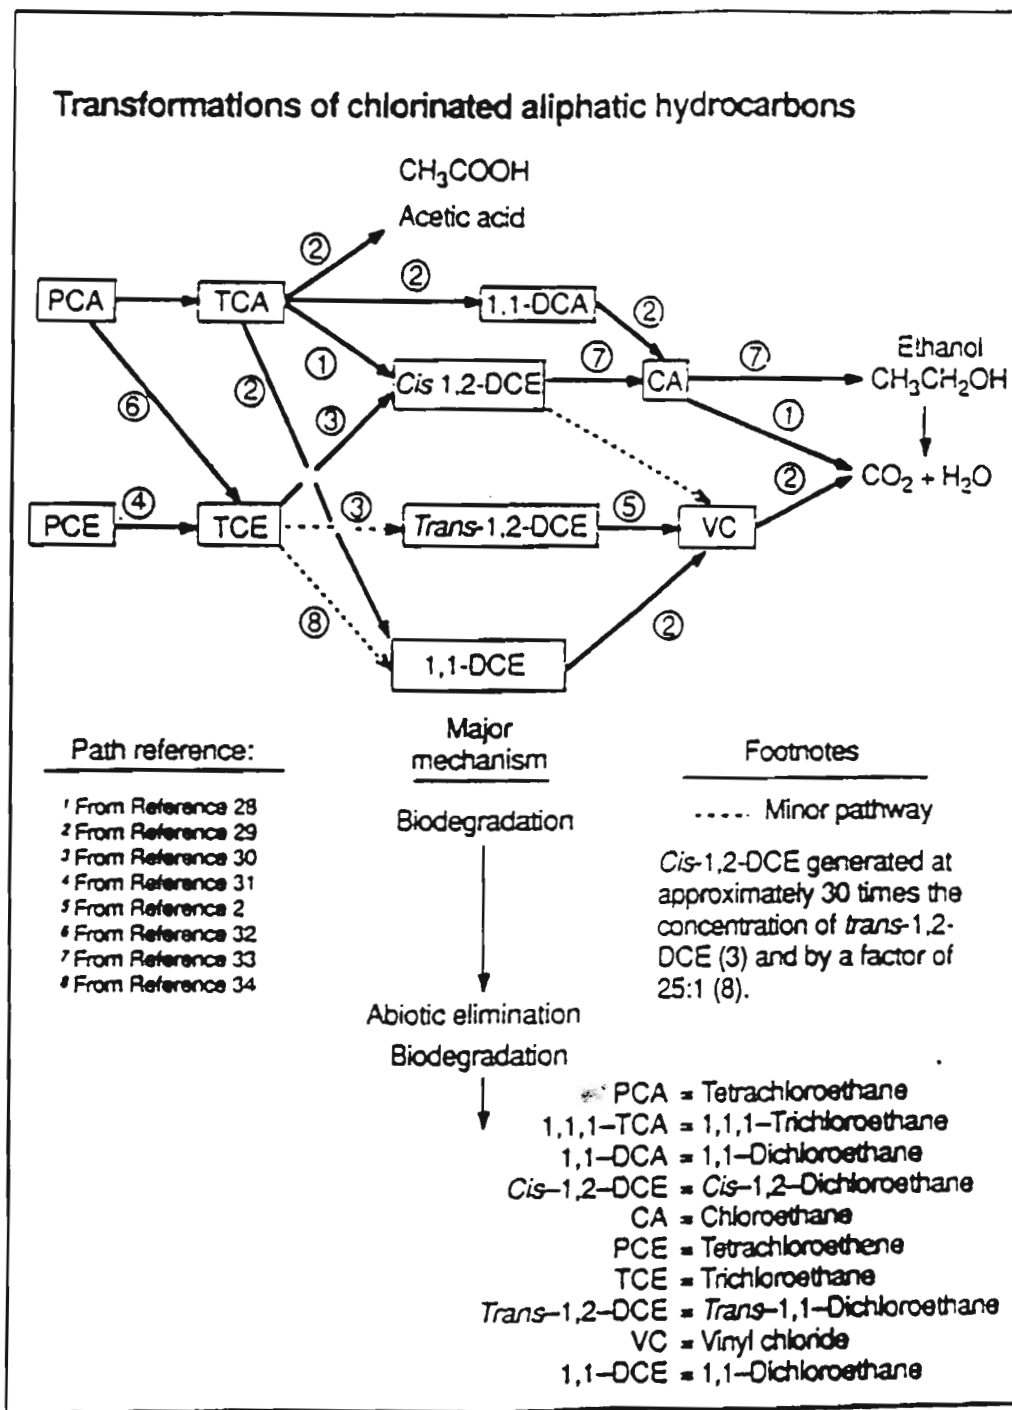 Transformations of chlorinated aliphatic hydrocarbons
CH₃COOH
Acetic acid
②
②
PCA
TCA
1,1-DCA
②
Ethanol
①
②
⑦
⑦
Cis 1,2-DCE
CA
CH₃CH₂OH
⑥
③
①
④
③
⑤
②
CO₂ + H₂O
PCE
TCE
Trans-1,2-DCE
VC
⑧
②
1,1-DCE
Path reference:
¹ From Reference 28
² From Reference 29
³ From Reference 30
⁴ From Reference 31
⁵ From Reference 2
⁶ From Reference 32
⁷ From Reference 33
⁸ From Reference 34
Major
mechanism
Biodegradation
Abiotic elimination
Biodegradation
Footnotes
Minor pathway
Cis-1,2-DCE generated at
approximately 30 times the
concentration of trans-1,2-
DCE (3) and by a factor of
25:1 (8).
PCA = Tetrachloroethane
1,1,1–TCA = 1,1,1–Trichloroethane
1,1–DCA = 1,1–Dichloroethane
Cis–1,2–DCE = Cis–1,2–Dichloroethane
CA = Chloroethane
PCE = Tetrachloroethene
TCE = Trichloroethane
Trans–1,2–DCE = Trans–1,1–Dichloroethane
VC = Vinyl chloride
1,1–DCE = 1,1–Dichloroethane